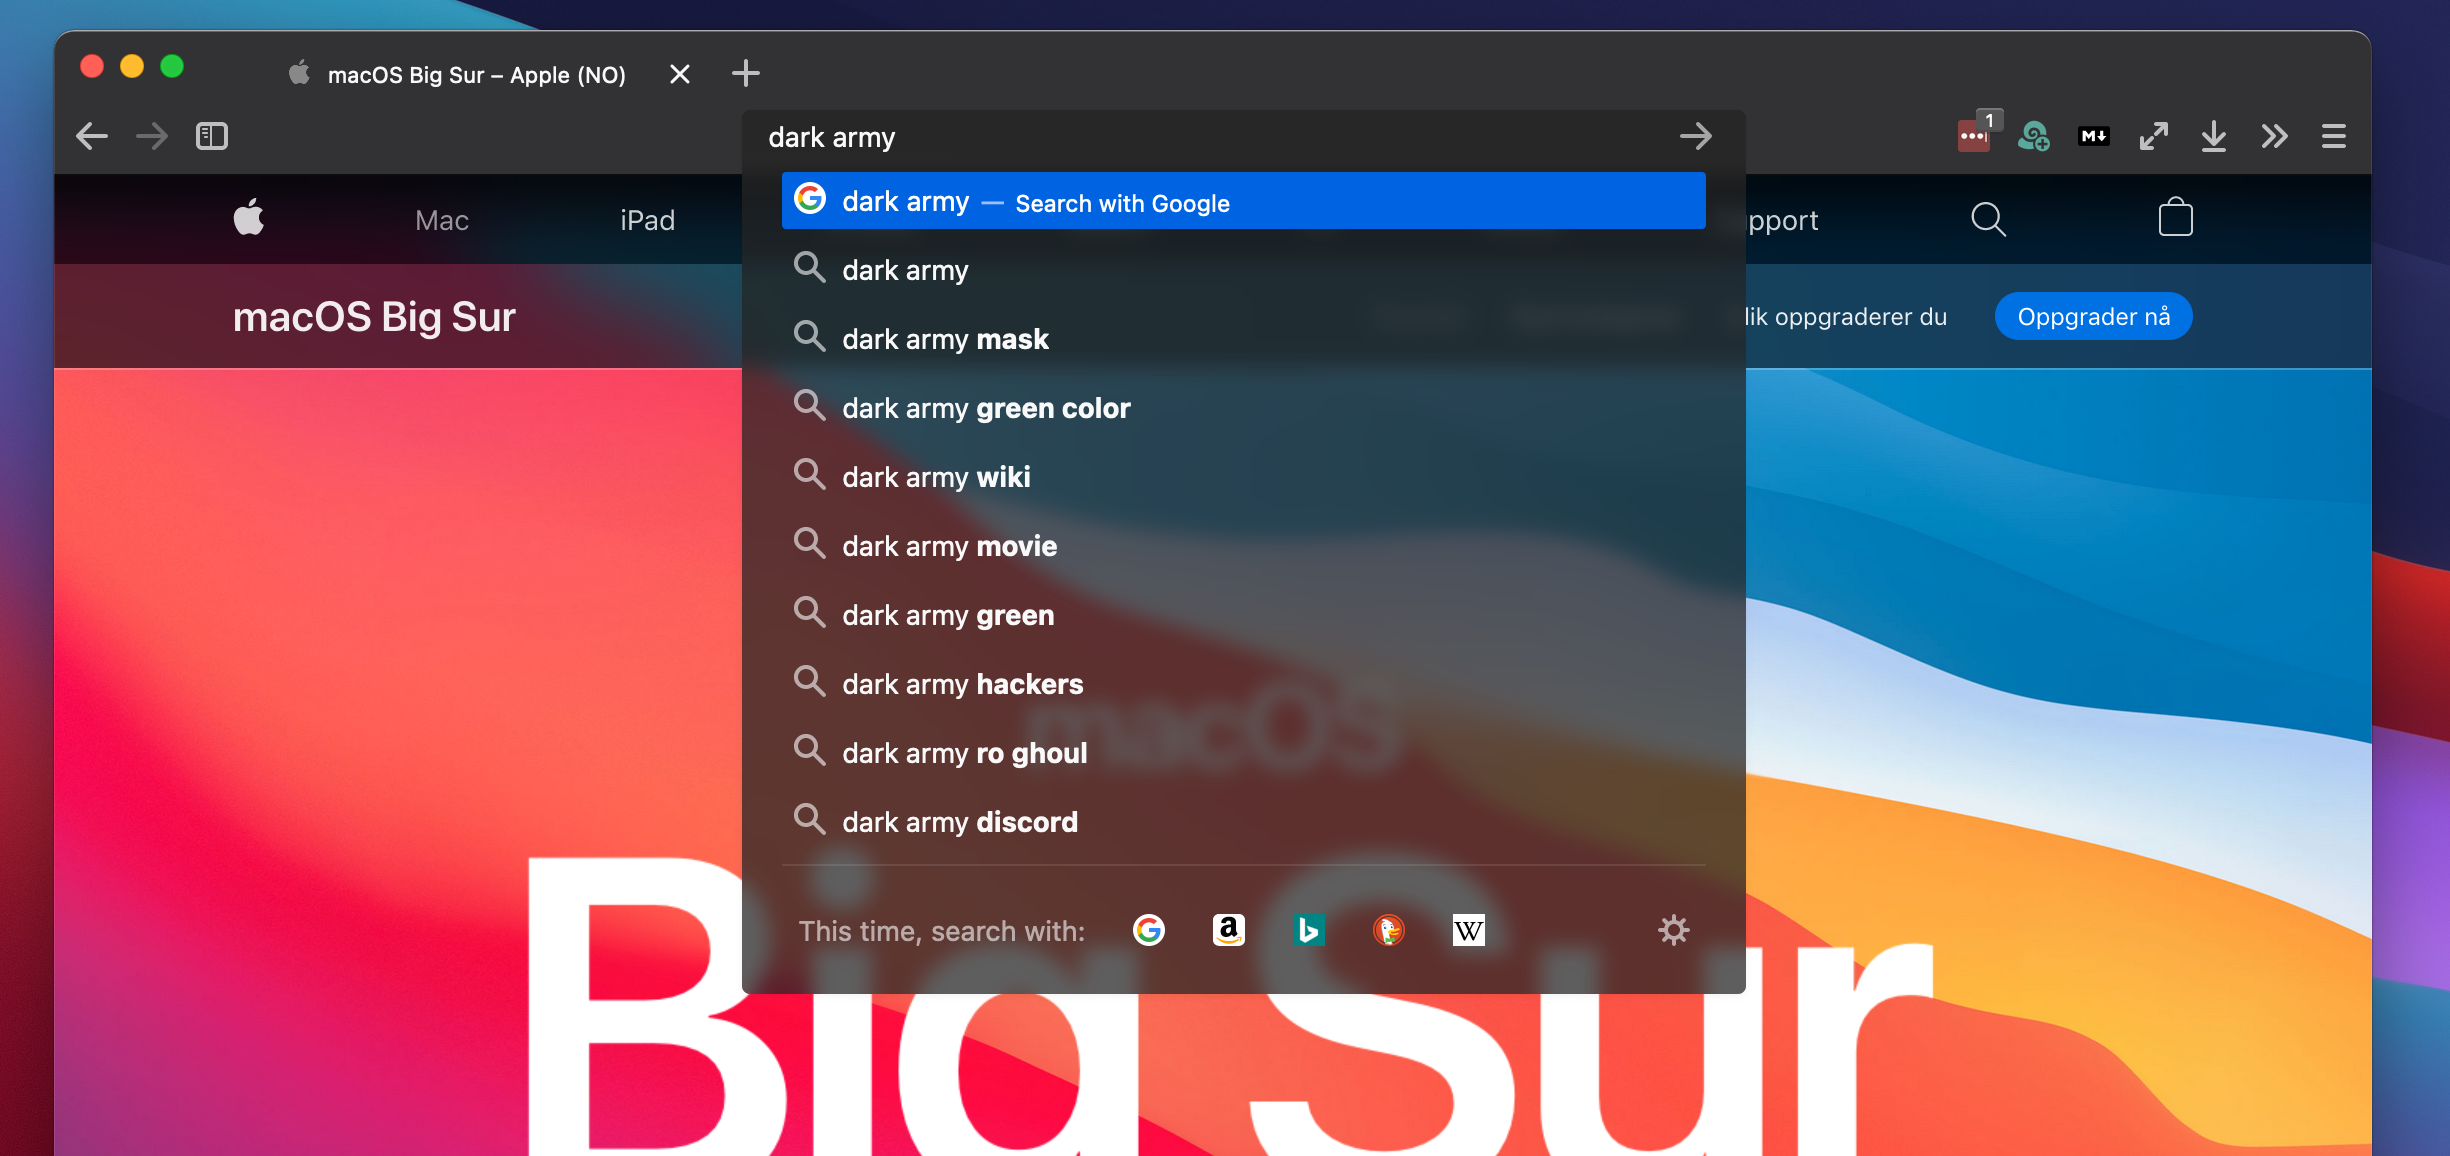 macOS Big Sur – Apple (NO)
dark army
1
M
dark army — Search with Google
Mac
iPad
pport
dark army
macOS Big Sur
lik oppgraderer du
Oppgrader nå
dark army mask
dark army green color
dark army wiki
dark army movie
dark army green
dark army hackers
macOS
dark army ro ghoul
dark army discord
This time, search with:
G
a
b
W
Big Sur